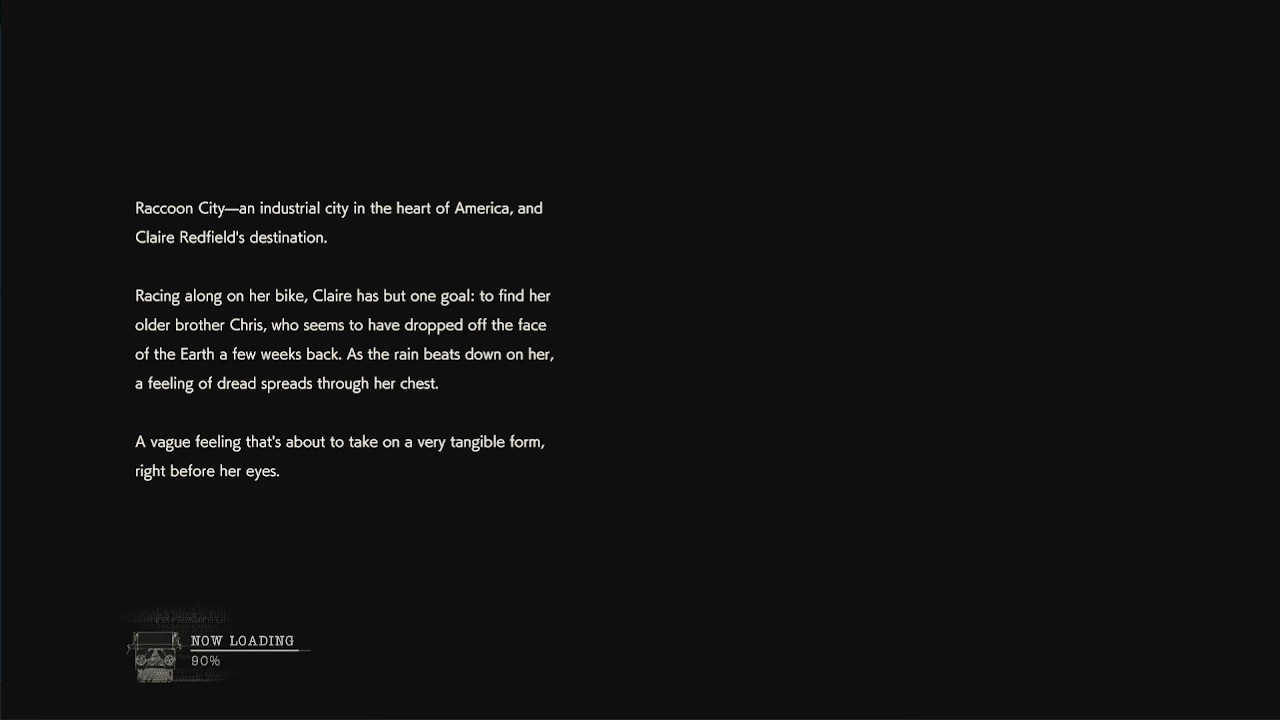 Raccoon City—an industrial city in the heart of America, and
Claire Redfield's destination.
Racing along on her bike, Claire has but one goal: to find her
older brother Chris, who seems to have dropped off the face
of the Earth a few weeks back. As the rain beats down on her,
a feeling of dread spreads through her chest.
A vague feeling that's about to take on a very tangible form,
right before her eyes.
NOW LOADING
90%